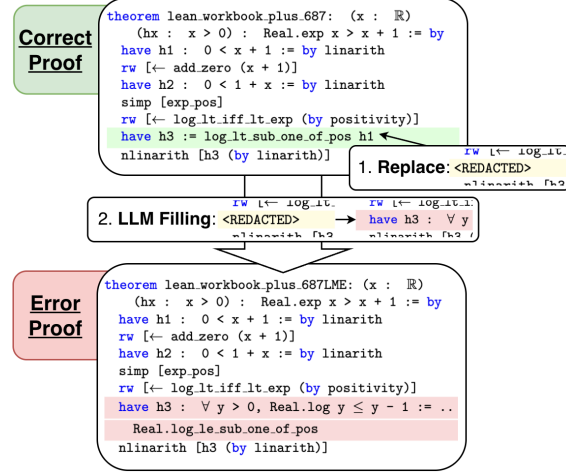 Correct
Proof
theorem lean_workbook_plus_687: (x : ℝ)
(hx : x > 0) : Real.exp x > x + 1 := by
have h1 : 0 < x + 1 := by linarith
rw [← add_zero (x + 1)]
have h2 : 0 < 1 + x := by linarith
simp [exp_pos]
rw [← log_lt_iff_lt_exp (by positivity)]
have h3 := log_lt_sub_one_of_pos h1
nlinarith [h3 (by linarith)]
1. Replace: <REDACTED>
2. LLM Filling: <REDACTED> → have h3 : ∀ y
Error
Proof
theorem lean_workbook_plus_687LME: (x : ℝ)
(hx : x > 0) : Real.exp x > x + 1 := by
have h1 : 0 < x + 1 := by linarith
rw [← add_zero (x + 1)]
have h2 : 0 < 1 + x := by linarith
simp [exp_pos]
rw [← log_lt_iff_lt_exp (by positivity)]
have h3 : ∀ y > 0, Real.log y ≤ y - 1 := ..
Real.log_le_sub_one_of_pos
nlinarith [h3 (by linarith)]